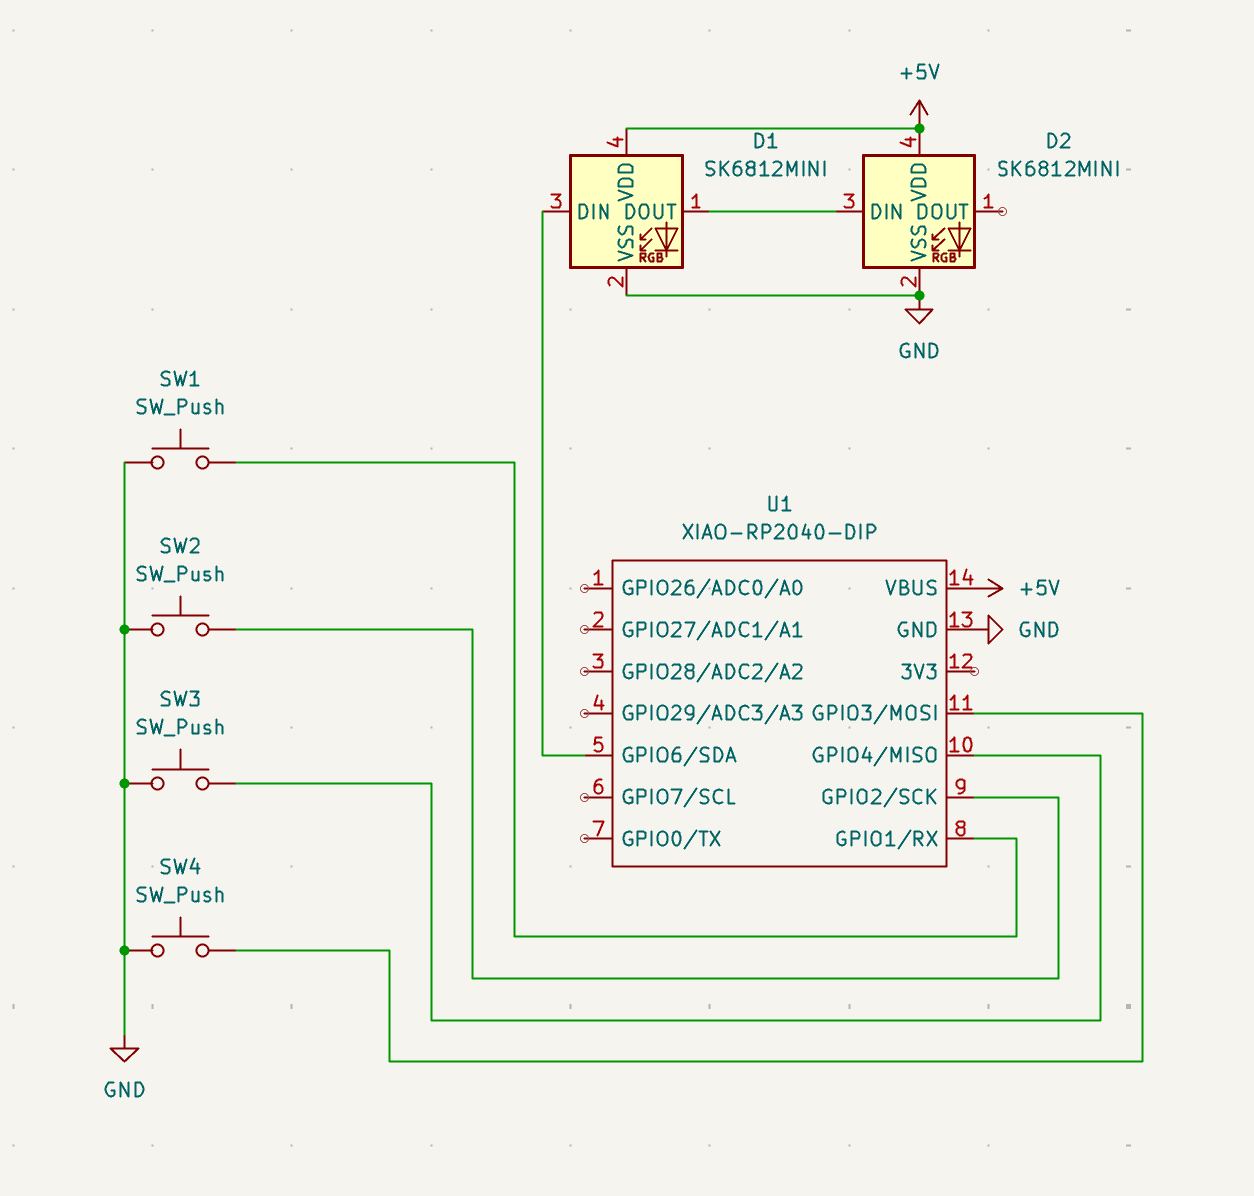 +5V
D1
SK6812MINI
D2
SK6812MINI
4
VDD
3
DIN
DOUT
1
VSS
RGB
2
4
VDD
3
DIN
DOUT
1
VSS
RGB
2
GND
SW1
SW_Push
SW2
SW_Push
SW3
SW_Push
SW4
SW_Push
GND
U1
XIAO-RP2040-DIP
1 GPIO26/ADC0/A0 VBUS 14 +5V
2 GPIO27/ADC1/A1 GND 13 GND
3 GPIO28/ADC2/A2 3V3 12
4 GPIO29/ADC3/A3 GPIO3/MOSI 11
5 GPIO6/SDA GPIO4/MISO 10
6 GPIO7/SCL GPIO2/SCK 9
7 GPIO0/TX GPIO1/RX 8